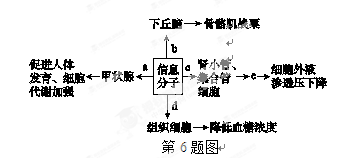 下丘脑→骨骼肌战栗
b
促进人体
发育、细胞
代谢加强
←甲状腺
a
信息
分子
c
肾小管、
集合管
细胞
e
细胞外液
渗透压下降
d
组织细胞→降低血糖浓度
第6题图